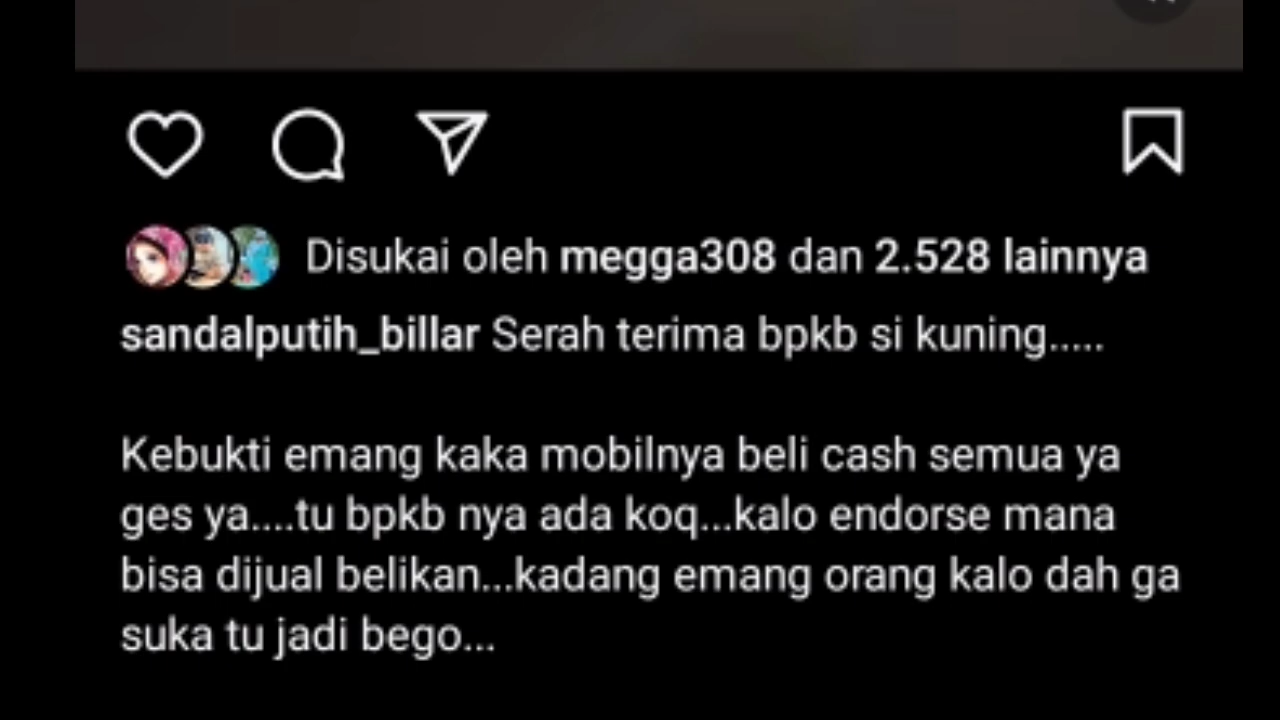 Disukai oleh megga308 dan 2.528 lainnya
sandalputih_billar Serah terima bpkb si kuning.....
Kebukti emang kaka mobilnya beli cash semua ya
ges ya....tu bpkb nya ada koq...kalo endorse mana
bisa dijual belikan...kadang emang orang kalo dah ga
suka tu jadi bego...